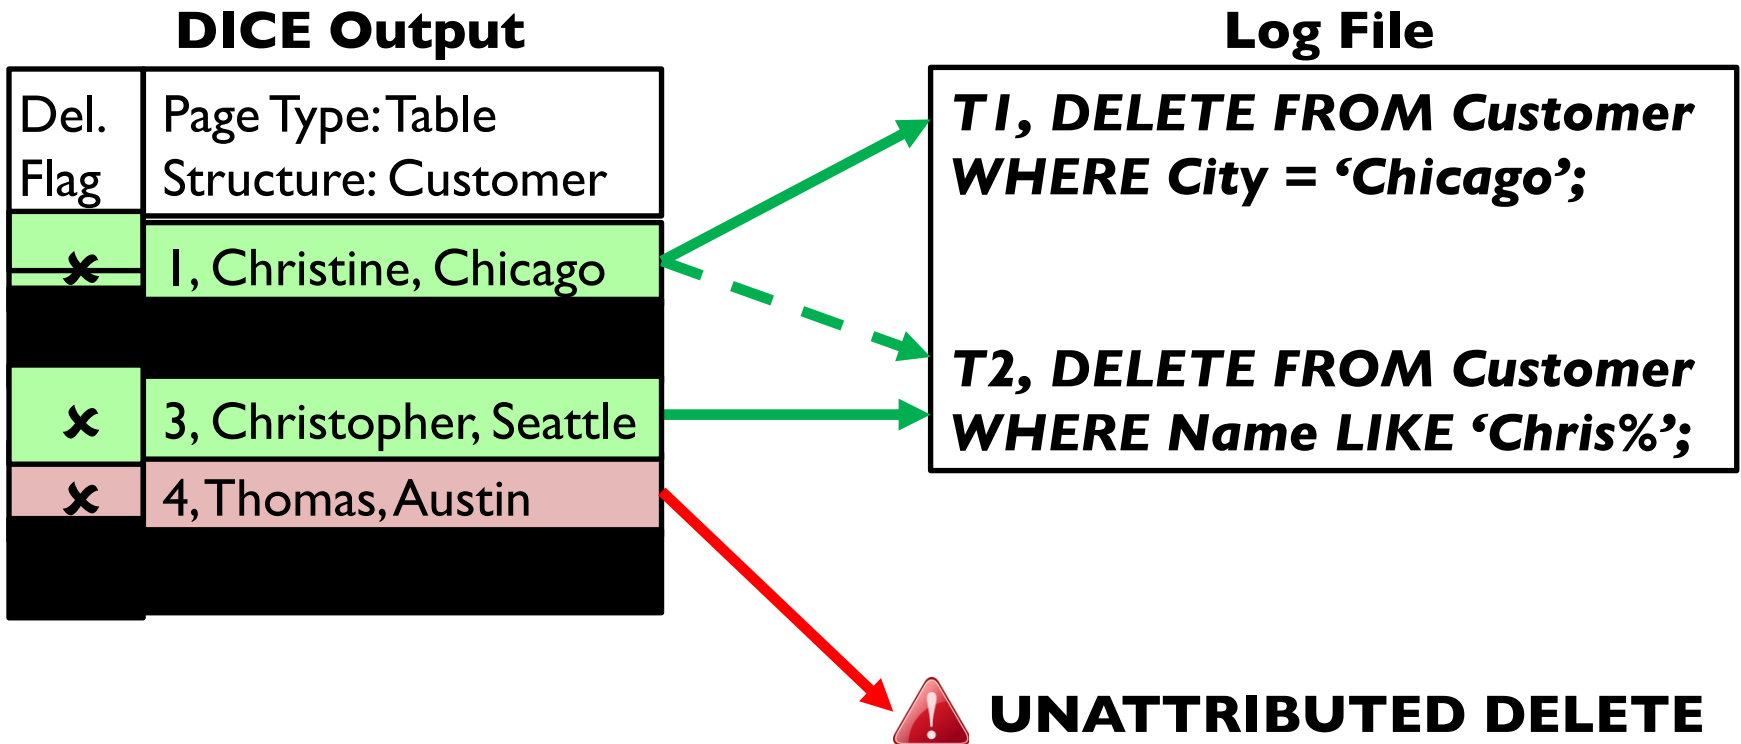 DICE Output
Del.
Flag
Page Type: Table
Structure: Customer
✘ 1, Christine, Chicago
✘ 3, Christopher, Seattle
✘ 4, Thomas, Austin
Log File
T1, DELETE FROM Customer
WHERE City = ‘Chicago’;
T2, DELETE FROM Customer
WHERE Name LIKE ‘Chris%’;
UNATTRIBUTED DELETE